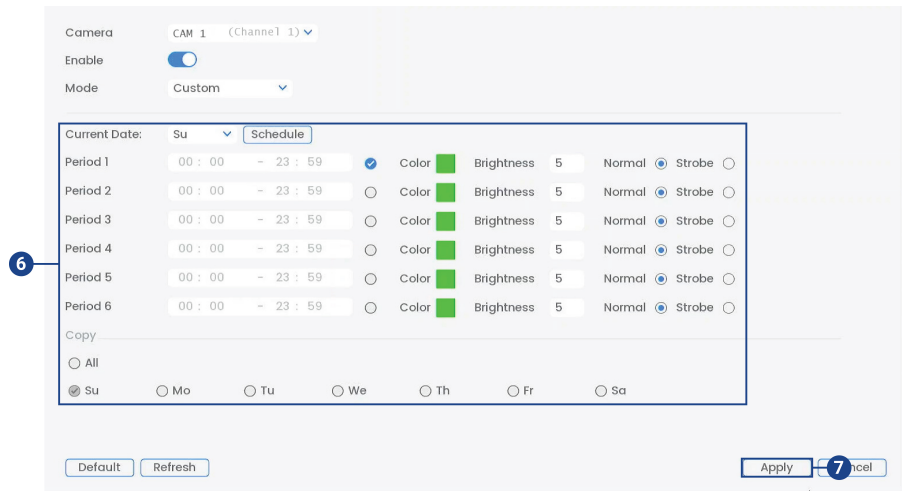 Camera CAM 1 (Channel 1)
Enable
Mode Custom
Current Date: Su Schedule
Period 1 00 : 00 - 23 : 59 Color Brightness 5 Normal Strobe
Period 2 00 : 00 - 23 : 59 Color Brightness 5 Normal Strobe
Period 3 00 : 00 - 23 : 59 Color Brightness 5 Normal Strobe
Period 4 00 : 00 - 23 : 59 Color Brightness 5 Normal Strobe
6
Period 5 00 : 00 - 23 : 59 Color Brightness 5 Normal Strobe
Period 6 00 : 00 - 23 : 59 Color Brightness 5 Normal Strobe
Copy
All
Su Mo Tu We Th Fr Sa
Default Refresh Apply 7 ncel